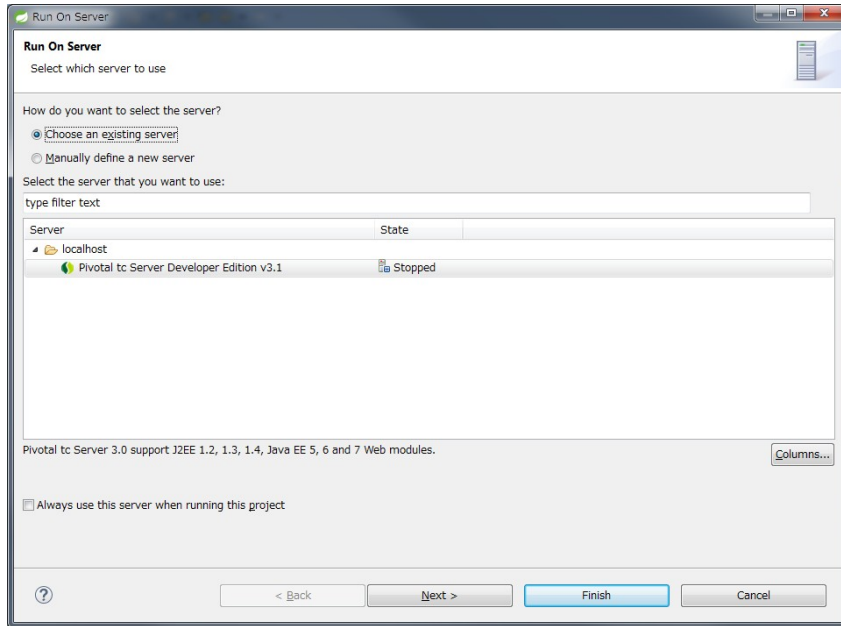 Run On Server
Run On Server
Select which server to use
How do you want to select the server?
Choose an existing server
Manually define a new server
Select the server that you want to use:
type filter text
Server State
localhost
Pivotal tc Server Developer Edition v3.1 Stopped
Pivotal tc Server 3.0 support J2EE 1.2, 1.3, 1.4, Java EE 5, 6 and 7 Web modules.
Columns...
Always use this server when running this project
? < Back Next > Finish Cancel